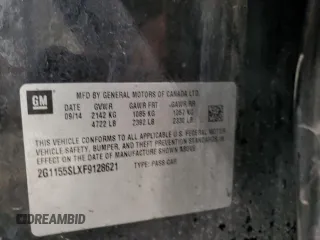 GM
MFD BY GENERAL MOTORS OF CANADA LTD.
DATE GVWR GAWR FRT GAWR RR
09/14 2142 KG 1085 KG 1057 KG
4722 LB 2392 LB 2330 LB
THIS VEHICLE CONFORMS TO ALL APPLICABLE U.S. FEDERAL MOTOR
VEHICLE SAFETY, BUMPER, AND THEFT PREVENTION
STANDARDS IN EFFECT ON THE DATE OF MANUFACTURE SHOWN ABOVE.
2G1155SLXF9128621 TYPE: PASS CAR